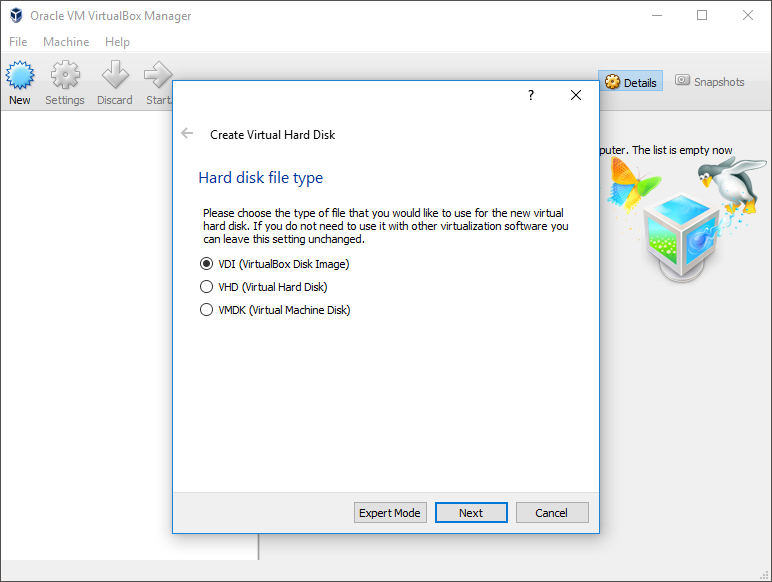 Oracle VM VirtualBox Manager
File Machine Help
New Settings Discard Start
Details Snapshots
?
Create Virtual Hard Disk
puter. The list is empty now
Hard disk file type
Please choose the type of file that you would like to use for the new virtual
hard disk. If you do not need to use it with other virtualization software you
can leave this setting unchanged.
VDI (VirtualBox Disk Image)
VHD (Virtual Hard Disk)
VMDK (Virtual Machine Disk)
Expert Mode Next Cancel